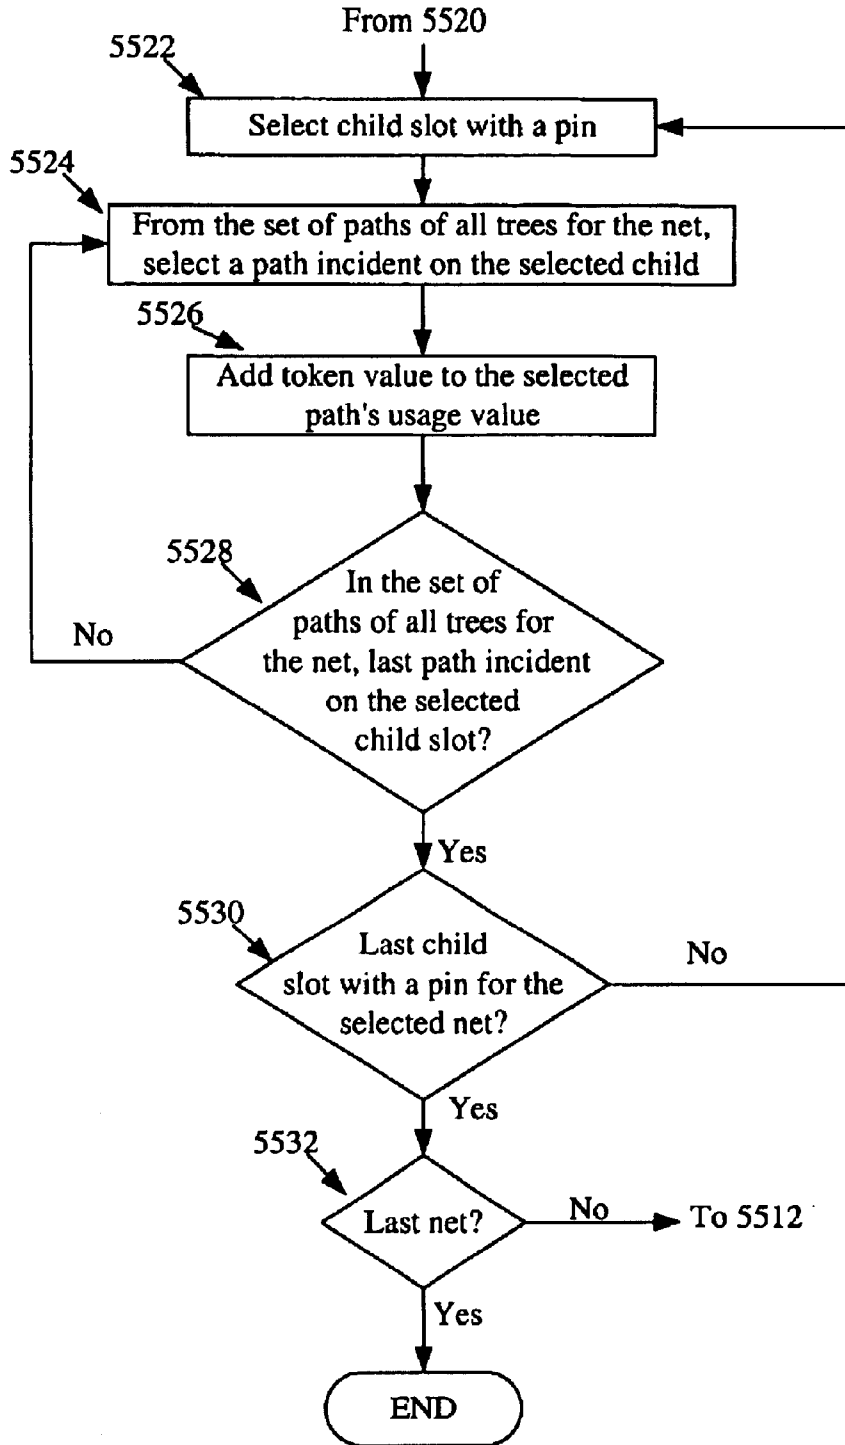 From 5520
5522
Select child slot with a pin
5524
From the set of paths of all trees for the net,
select a path incident on the selected child
5526
Add token value to the selected
path's usage value
5528
In the set of
paths of all trees for
the net, last path incident
on the selected
child slot?
No
Yes
5530
Last child
slot with a pin for the
selected net?
No
Yes
5532
Last net?
No
To 5512
Yes
END